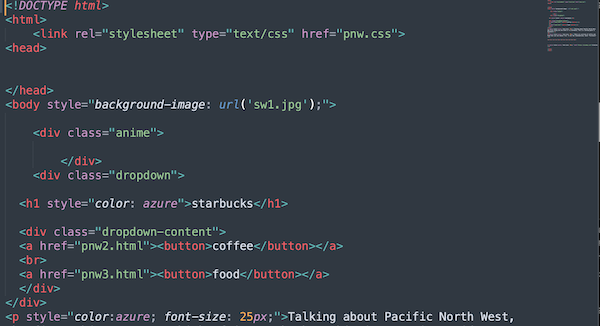 <!DOCTYPE html>
<html>
<link rel="stylesheet" type="text/css" href="pnw.css">
<head>
</head>
<body style="background-image: url('sw1.jpg');">
<div class="anime">
</div>
<div class="dropdown">
<h1 style="color: azure">starbucks</h1>
<div class="dropdown-content">
<a href="pnw2.html"><button>coffee</button></a>
<br>
<a href="pnw3.html"><button>food</button></a>
</div>
</div>
<p style="color:azure; font-size: 25px;">Talking about Pacific North West,